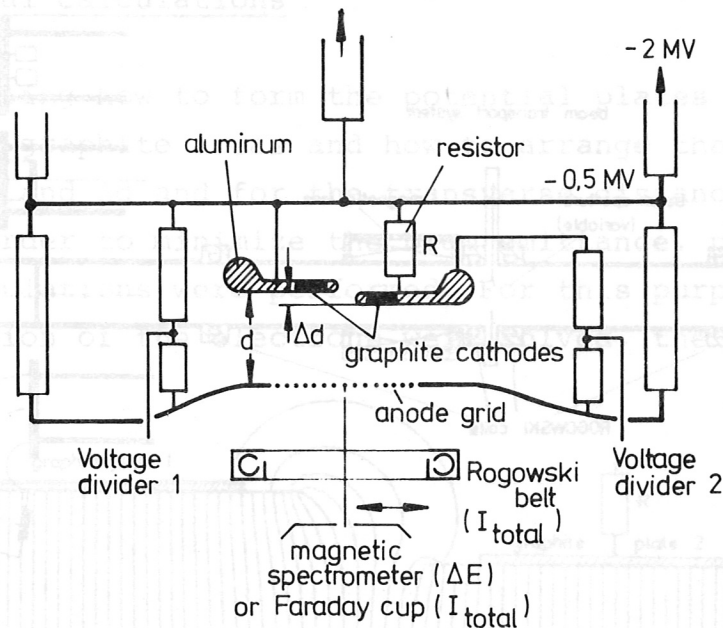 - 2 MV
aluminum
resistor
- 0,5 MV
R
d
Δd
graphite cathodes
anode grid
Voltage
divider 1
Voltage
divider 2
Rogowski
belt
(I total)
magnetic
spectrometer (ΔE)
or Faraday cup (I total)